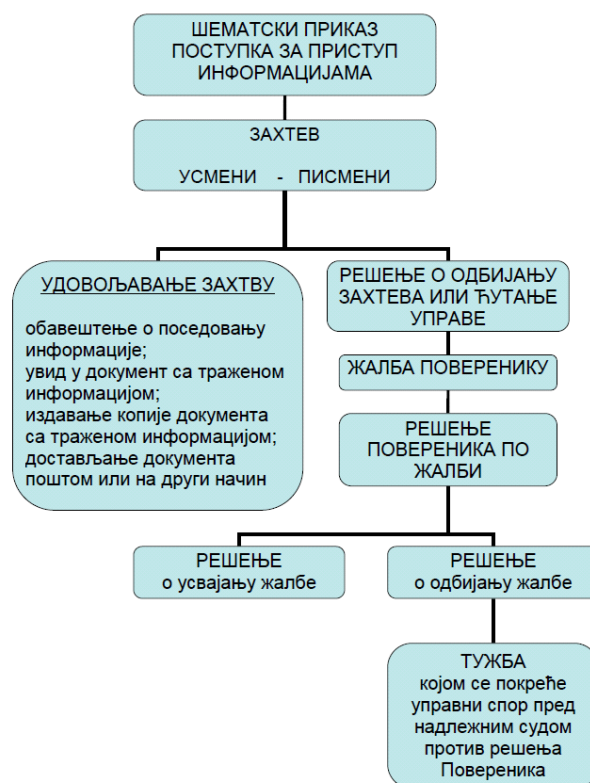 ШЕМАТСКИ ПРИКАЗ
ПОСТУПКА ЗА ПРИСТУП
ИНФОРМАЦИЈАМА
ЗАХТЕВ
УСМЕНИ - ПИСМЕНИ
УДОВОЉАВАЊЕ ЗАХТВУ
обавештење о поседовању
информације;
увид у документ са траженом
информацијом;
издавање копије документа
са траженом информацијом;
достављање документа
поштом или на други начин
РЕШЕЊЕ О ОДБИЈАЊУ
ЗАХТЕВА ИЛИ ЋУТАЊЕ
УПРАВЕ
ЖАЛБА ПОВЕРЕНИКУ
РЕШЕЊЕ
ПОВЕРЕНИКА ПО
ЖАЛБИ
РЕШЕЊЕ
о усвајању жалбе
РЕШЕЊЕ
о одбијању жалбе
ТУЖБА
којом се покреће
управни спор пред
надлежним судом
против решења
Повереника